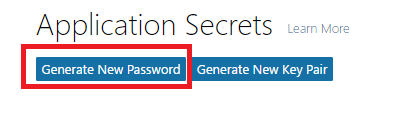 Application Secrets Learn More
Generate New Password Generate New Key Pair